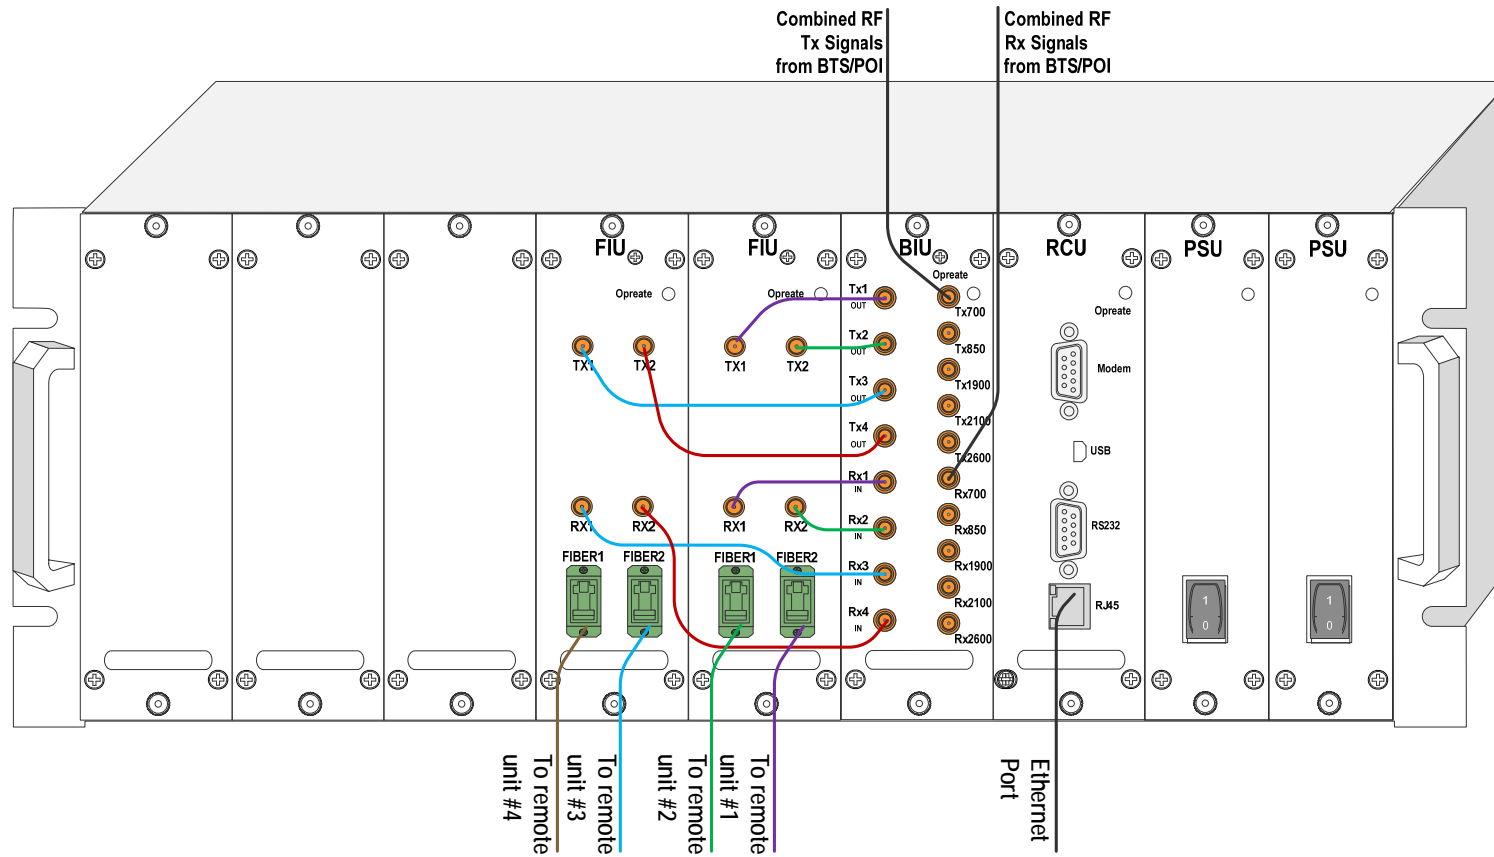 Combined RF
Tx Signals
from BTS/POI
Combined RF
Rx Signals
from BTS/POI
FIU
Opreate
TX1
TX2
RX1
RX2
FIBER1
FIBER2
FIU
Opreate
TX1
TX2
RX1
RX2
FIBER1
FIBER2
BIU
Opreate
Tx1
OUT
Tx2
OUT
Tx3
OUT
Tx4
OUT
Rx1
IN
Rx2
IN
Rx3
IN
Rx4
IN
Tx700
Tx850
Tx1900
Tx2100
Tx2600
Rx700
Rx850
Rx1900
Rx2100
Rx2600
RCU
Opreate
Modem
USB
RS232
RJ45
PSU
1
0
PSU
1
0
To remote
unit #4
To remote
unit #3
To remote
unit #2
To remote
unit #1
Ethernet
Port